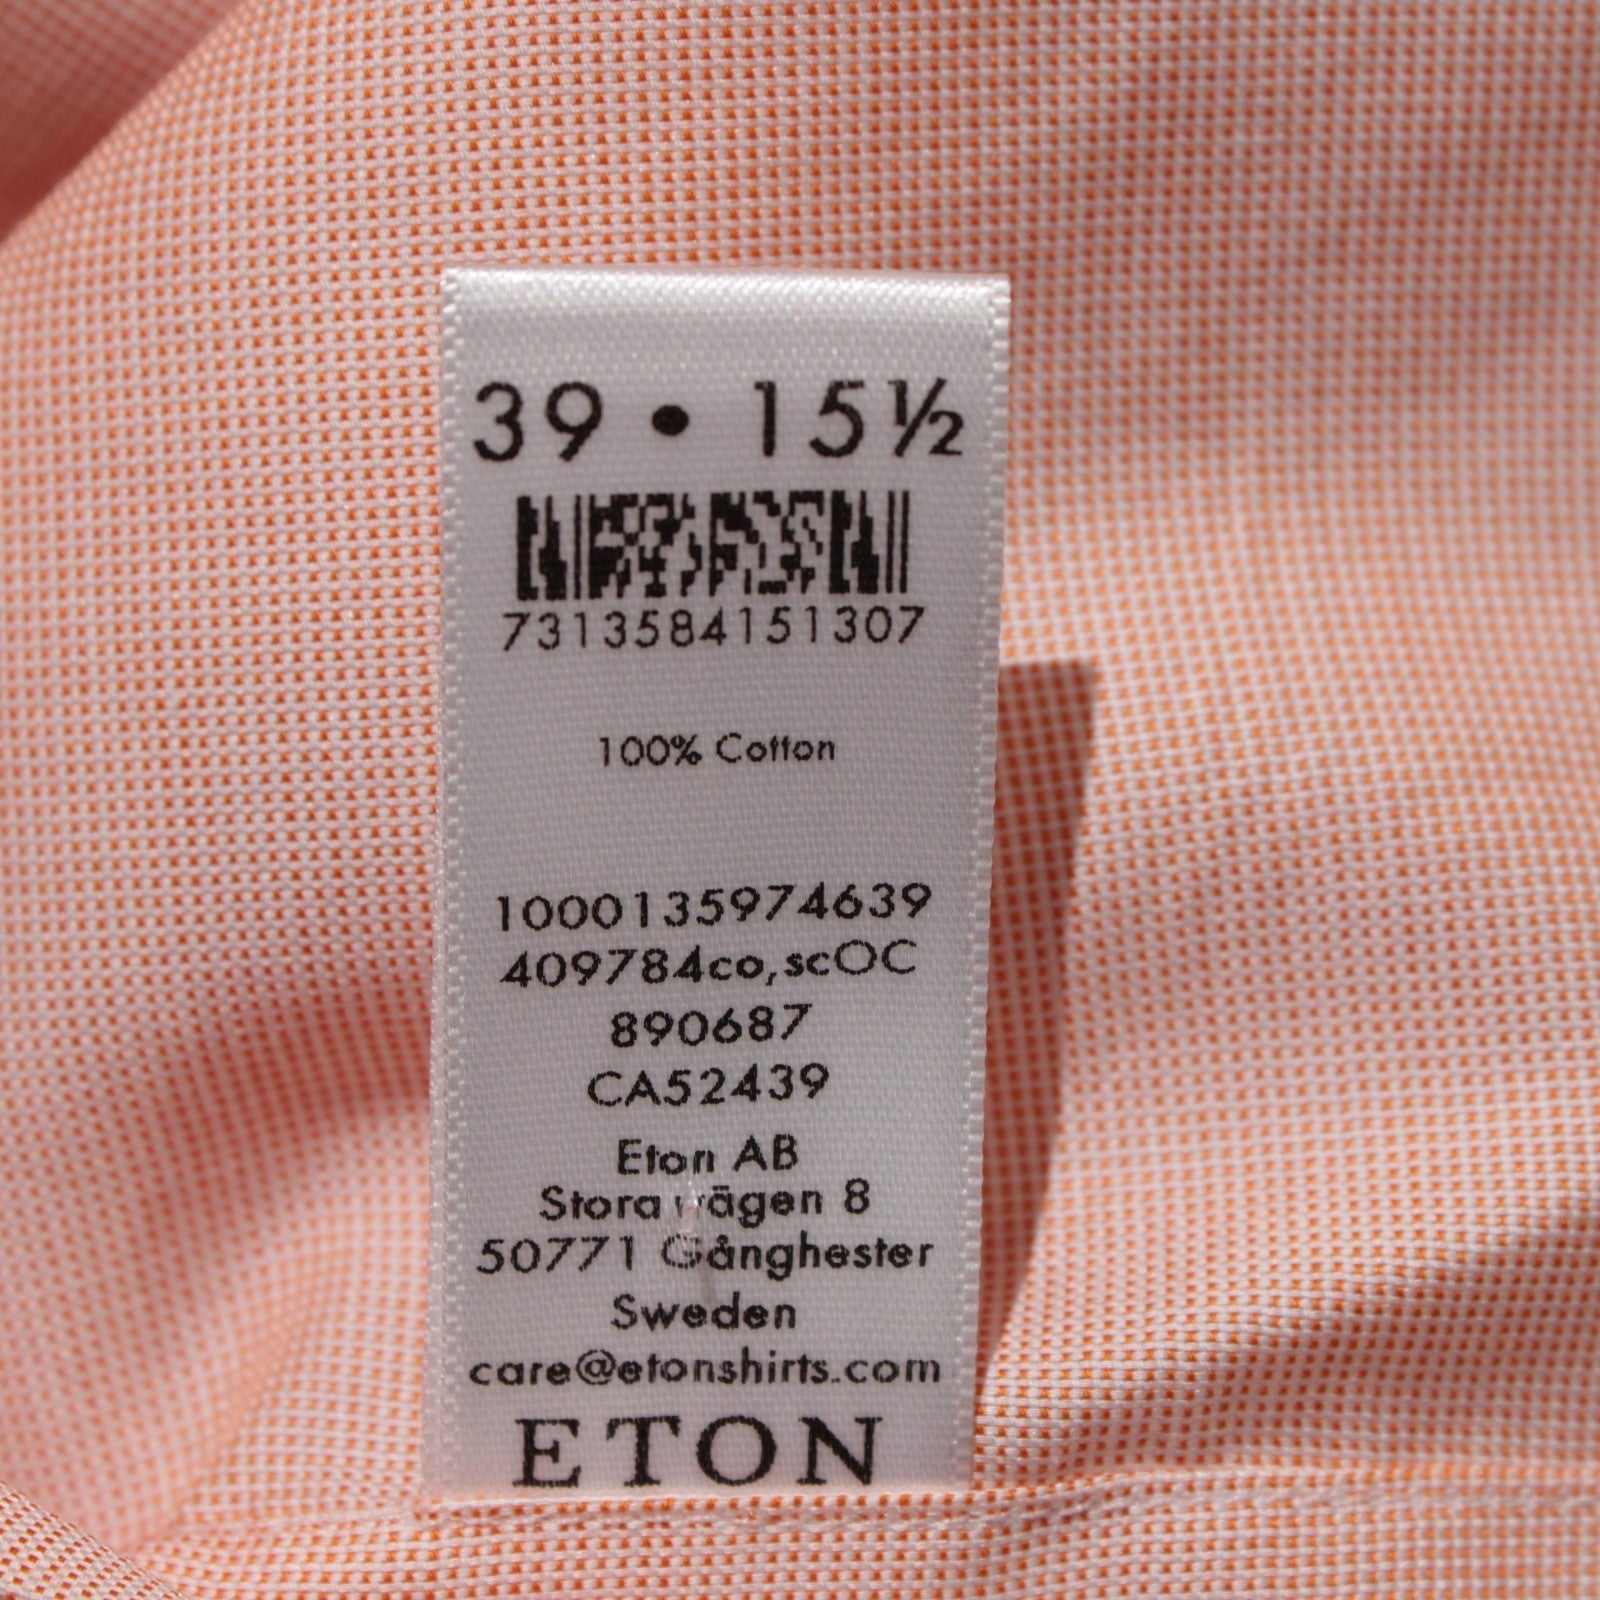 39 • 15½
7313584151307
100% Cotton
1000135974639
409784co,scOC
890687
CA52439
Eton AB
Stora vägen 8
50771 Gånghester
Sweden
care@etonshirts.com
ETON